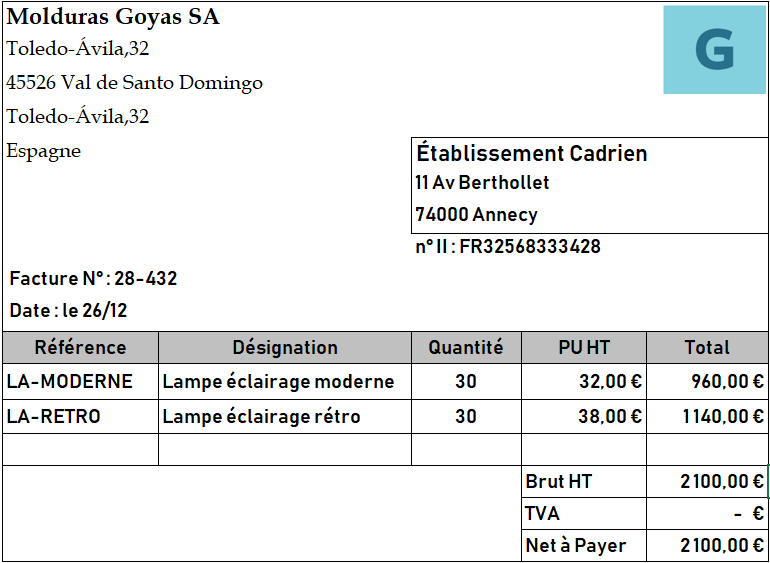 Molduras Goyas SA
G
Toledo-Ávila,32
45526 Val de Santo Domingo
Toledo-Ávila,32
Espagne
Établissement Cadrien
11 Av Berthollet
74000 Annecy
n° II : FR32568333428
Facture N° : 28-432
Date : le 26/12
Référence Désignation Quantité PU HT Total
LA-MODERNE Lampe éclairage moderne 30 32,00 € 960,00 €
LA-RETRO Lampe éclairage rétro 30 38,00 € 1140,00 €
Brut HT 2100,00 €
TVA - €
Net à Payer 2100,00 €